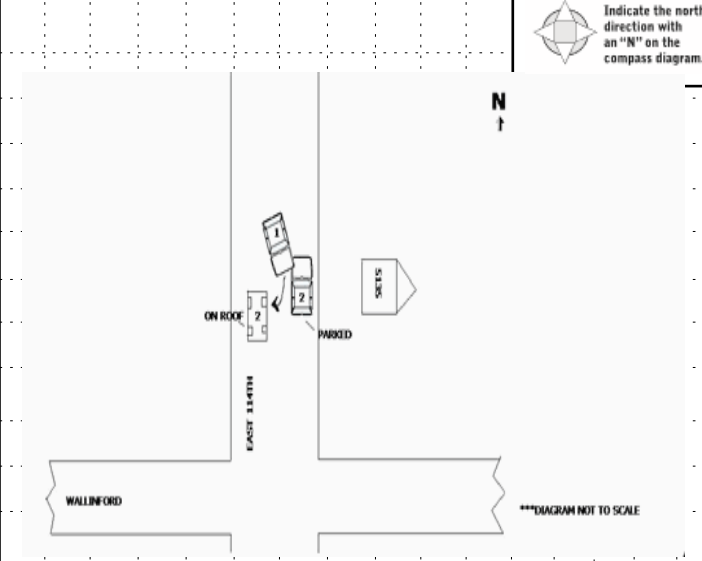 Indicate the north
direction with
an "N" on the
compass diagram.
N
1
2
5135
ON ROOF
2
PARKED
EAST 114TH
WALLINFORD
***DIAGRAM NOT TO SCALE